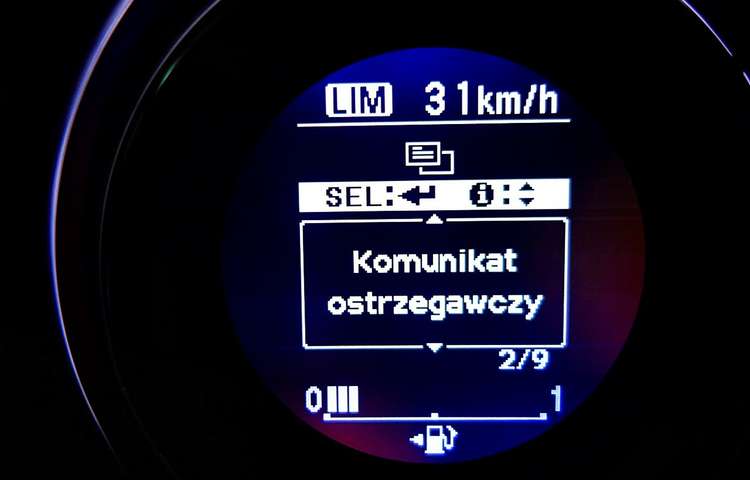 LIM 31km/h
SEL:↵ i:
Komunikat
ostrzegawczy
2/9
0 1